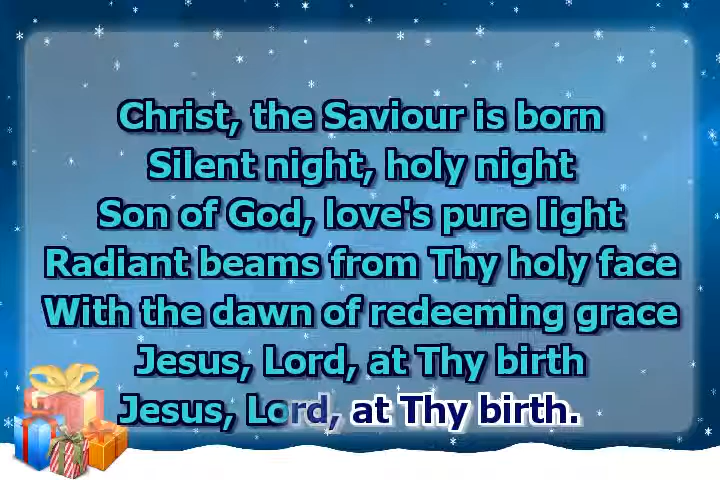 Christ, the Saviour is born
Silent night, holy night
Son of God, love's pure light
Radiant beams from Thy holy face
With the dawn of redeeming grace
Jesus, Lord, at Thy birth
Jesus, Lord, at Thy birth.